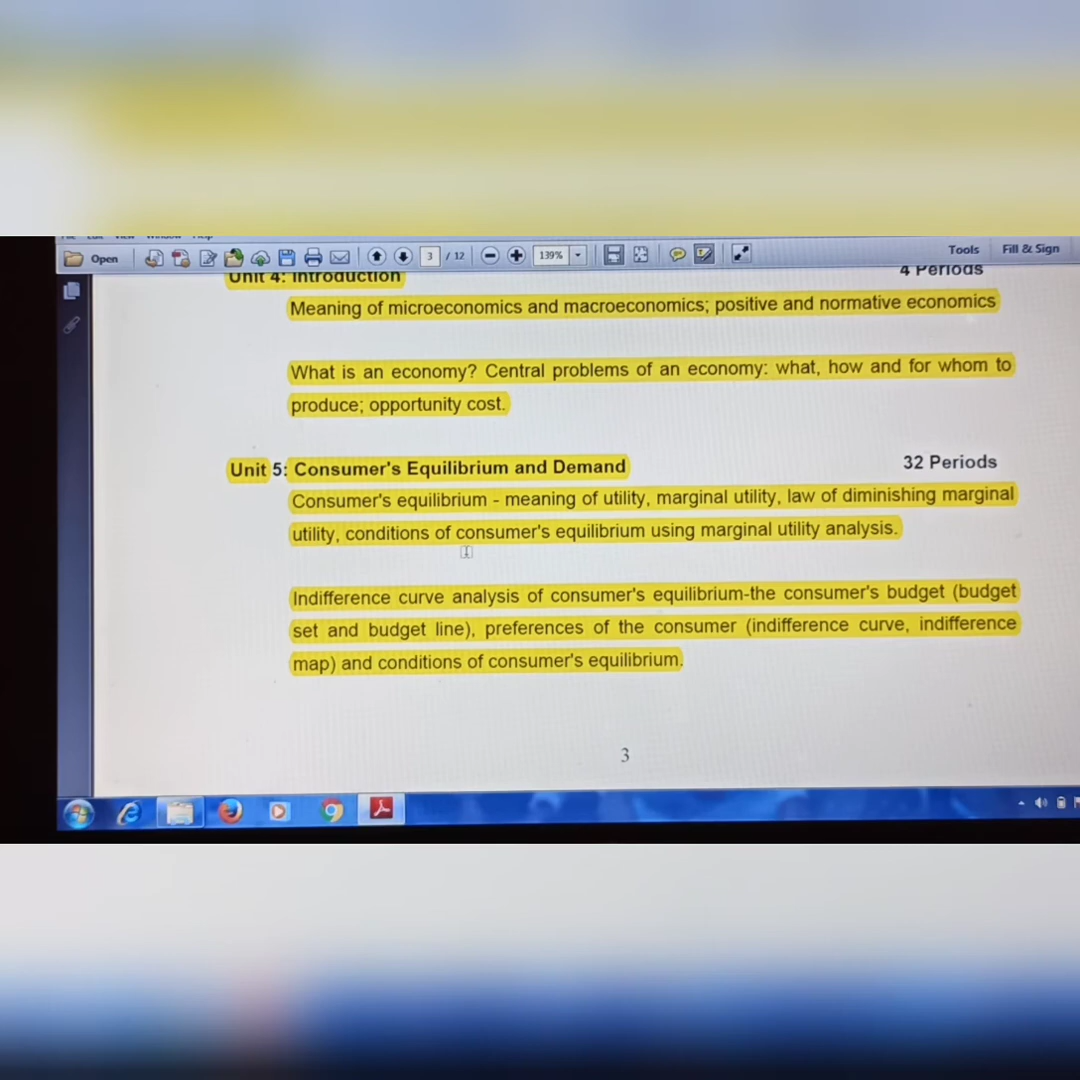 Open
3 / 12
139%
Tools
Fill & Sign
Unit 4: Introduction 4 Periods
Meaning of microeconomics and macroeconomics; positive and normative economics
What is an economy? Central problems of an economy: what, how and for whom to
produce; opportunity cost.
Unit 5: Consumer's Equilibrium and Demand 32 Periods
Consumer's equilibrium - meaning of utility, marginal utility, law of diminishing marginal
utility, conditions of consumer's equilibrium using marginal utility analysis.
Indifference curve analysis of consumer's equilibrium-the consumer's budget (budget
set and budget line), preferences of the consumer (indifference curve, indifference
map) and conditions of consumer's equilibrium.
3